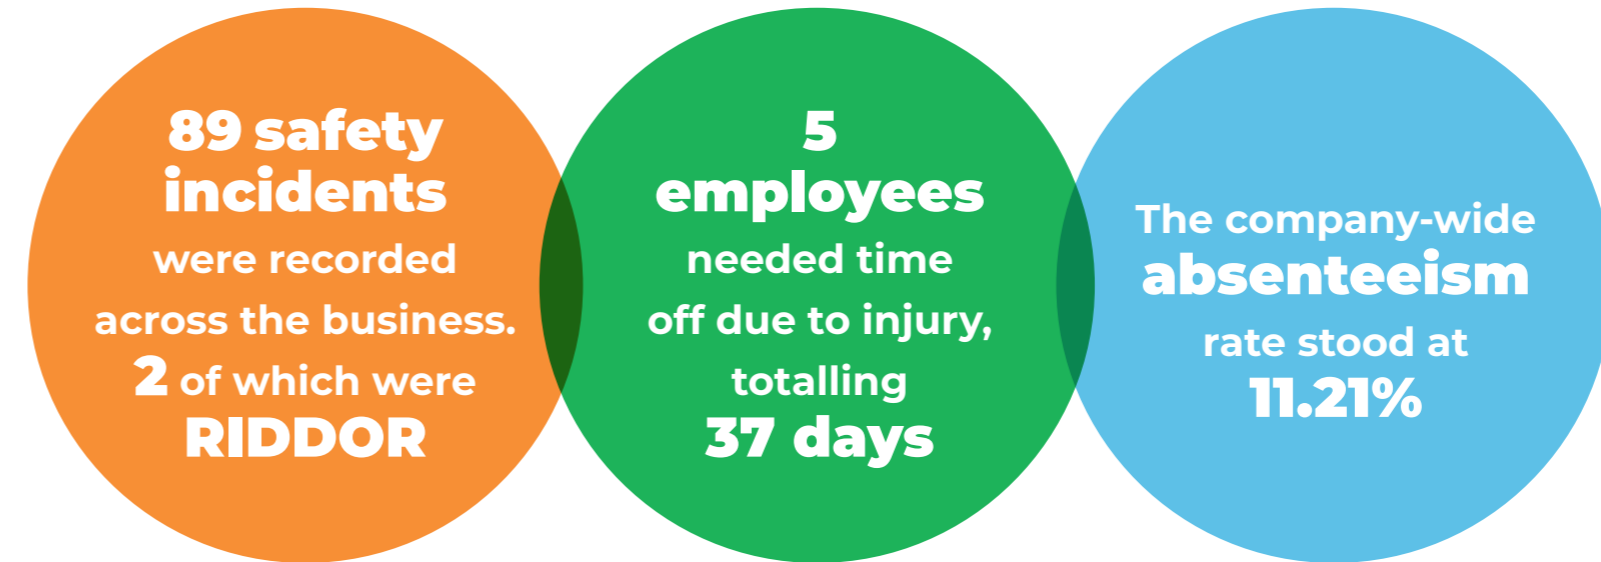 89 safety
incidents
were recorded
across the business.
2 of which were
RIDDOR
5
employees
needed time
off due to injury,
totalling
37 days
The company-wide
absenteeism
rate stood at
11.21%